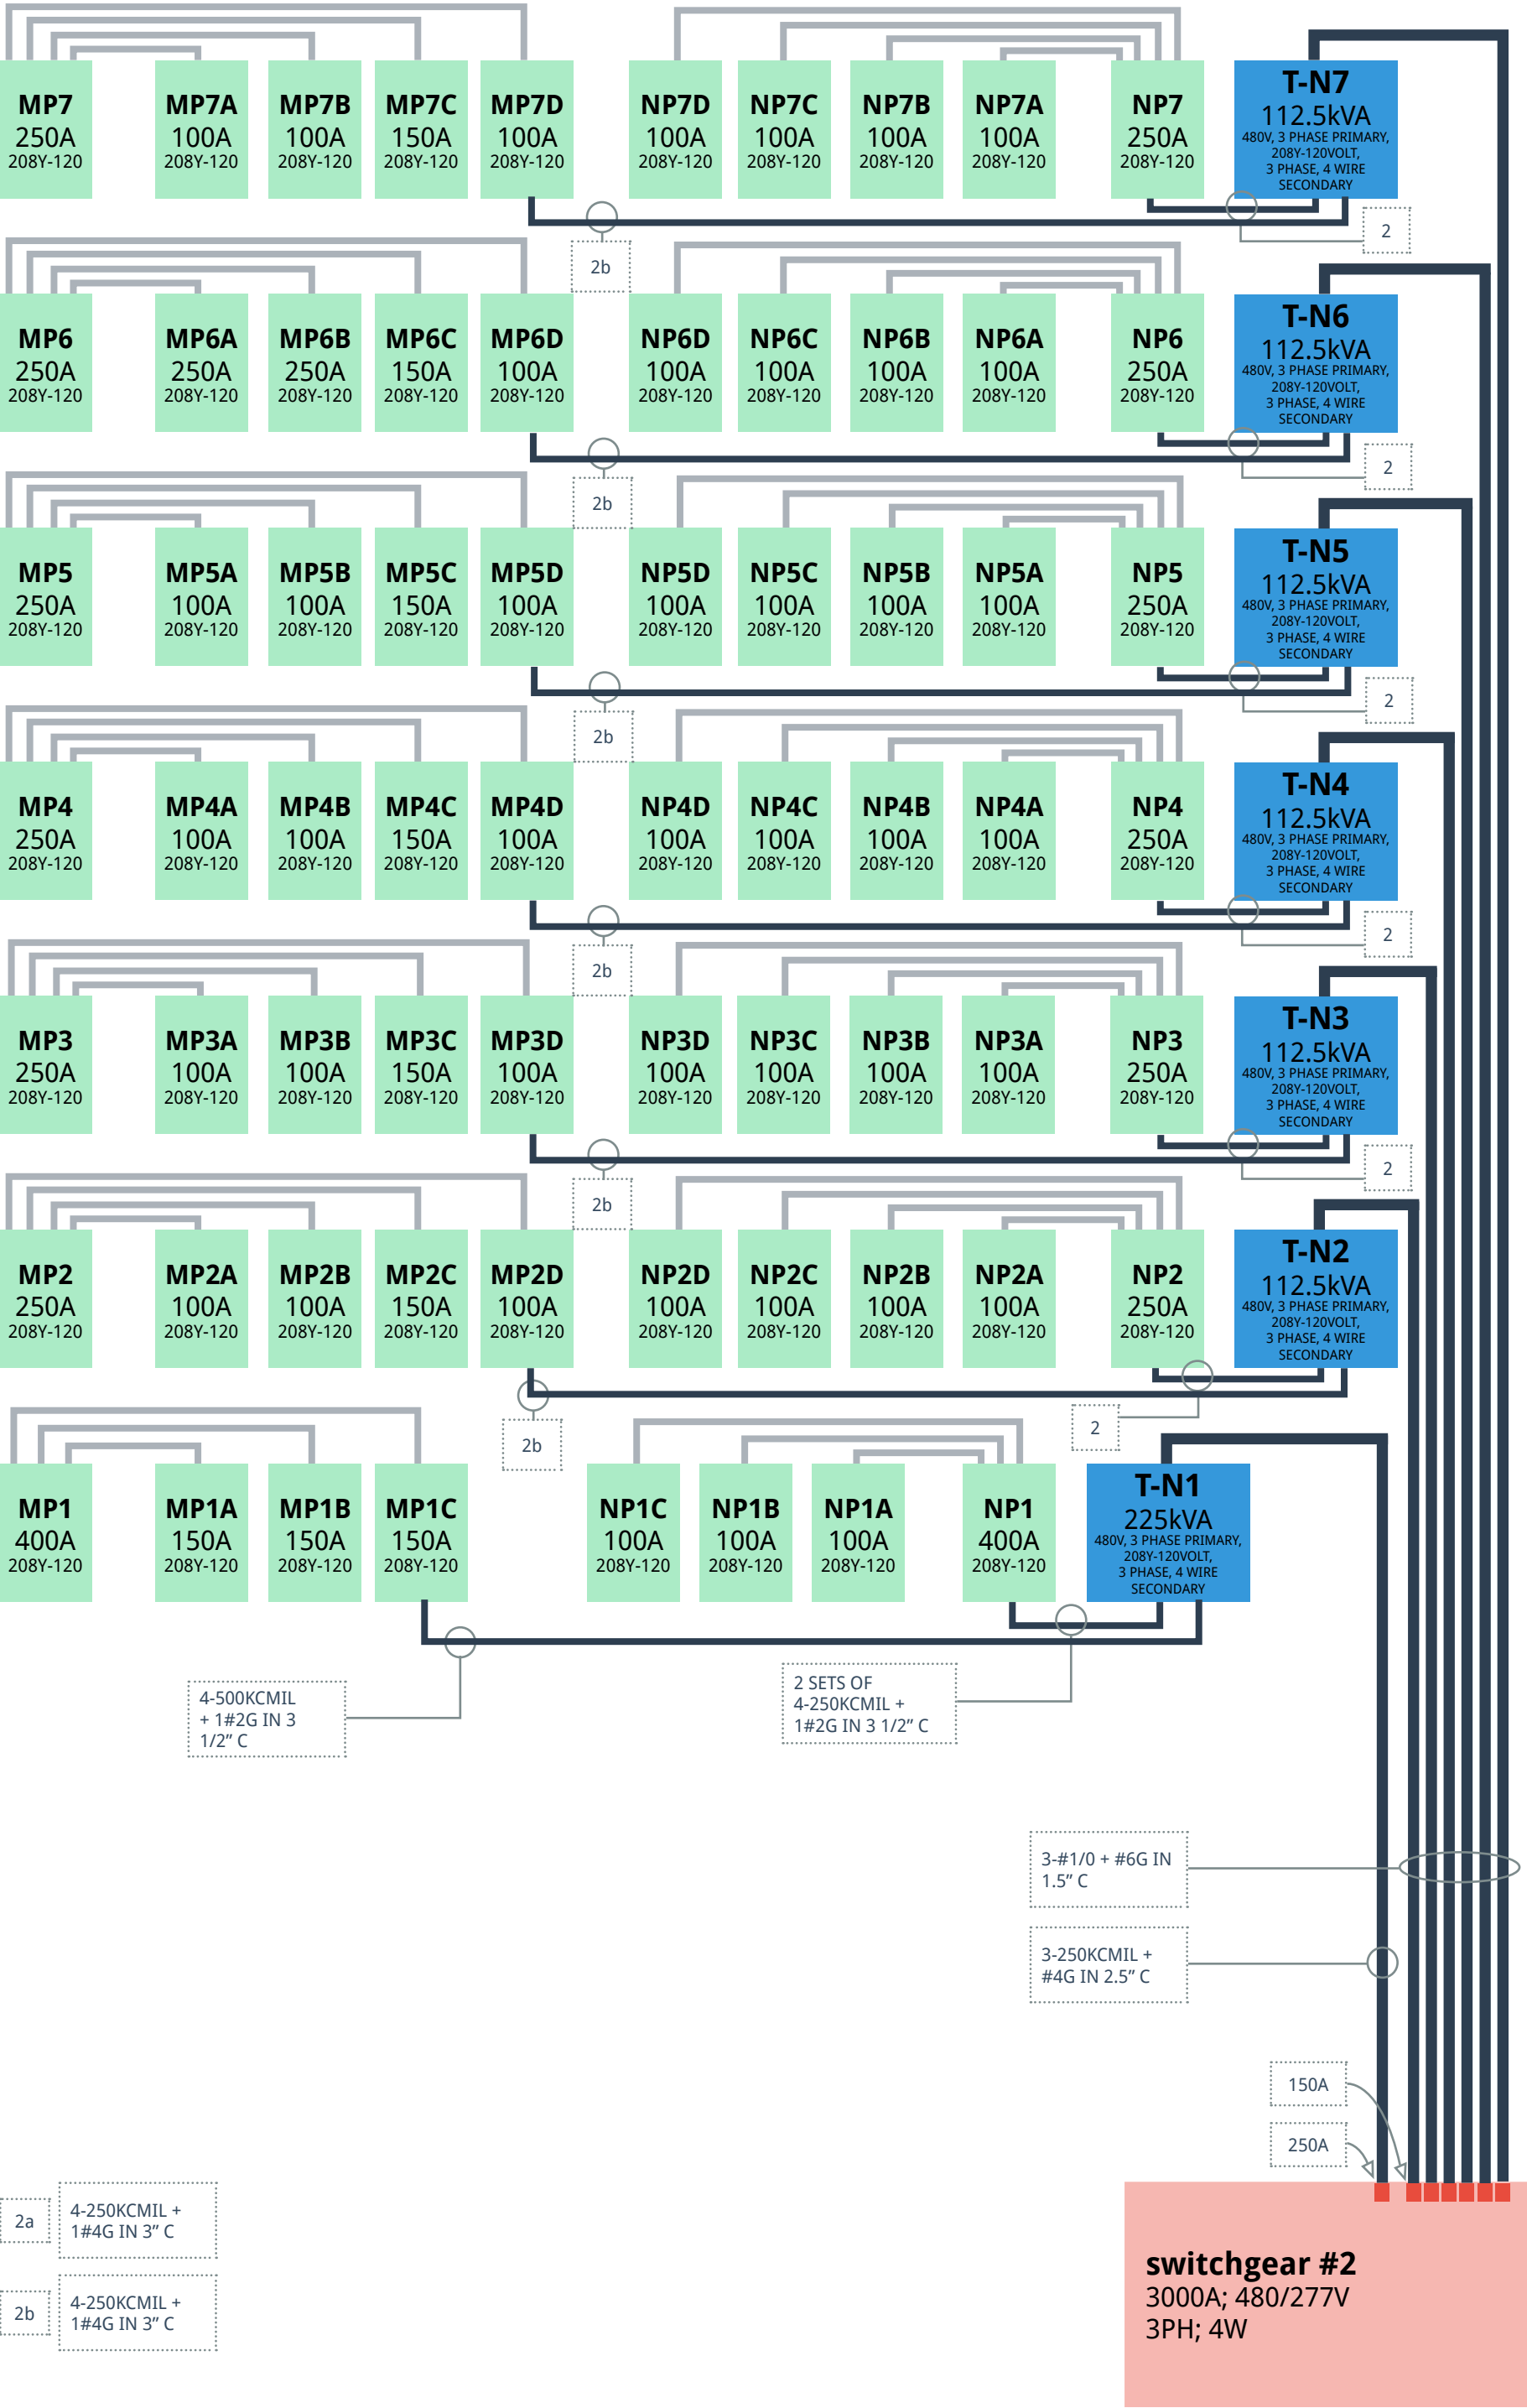 MP7
250A
208Y-120
MP7A
100A
208Y-120
MP7B
100A
208Y-120
MP7C
150A
208Y-120
MP7D
100A
208Y-120
NP7D
100A
208Y-120
NP7C
100A
208Y-120
NP7B
100A
208Y-120
NP7A
100A
208Y-120
NP7
250A
208Y-120
T-N7
112.5kVA
480V, 3 PHASE PRIMARY,
208Y-120VOLT,
3 PHASE, 4 WIRE
SECONDARY
2b
2
MP6
250A
208Y-120
MP6A
250A
208Y-120
MP6B
250A
208Y-120
MP6C
150A
208Y-120
MP6D
100A
208Y-120
NP6D
100A
208Y-120
NP6C
100A
208Y-120
NP6B
100A
208Y-120
NP6A
100A
208Y-120
NP6
250A
208Y-120
T-N6
112.5kVA
480V, 3 PHASE PRIMARY,
208Y-120VOLT,
3 PHASE, 4 WIRE
SECONDARY
2b
2
MP5
250A
208Y-120
MP5A
100A
208Y-120
MP5B
100A
208Y-120
MP5C
150A
208Y-120
MP5D
100A
208Y-120
NP5D
100A
208Y-120
NP5C
100A
208Y-120
NP5B
100A
208Y-120
NP5A
100A
208Y-120
NP5
250A
208Y-120
T-N5
112.5kVA
480V, 3 PHASE PRIMARY,
208Y-120VOLT,
3 PHASE, 4 WIRE
SECONDARY
2b
2
MP4
250A
208Y-120
MP4A
100A
208Y-120
MP4B
100A
208Y-120
MP4C
150A
208Y-120
MP4D
100A
208Y-120
NP4D
100A
208Y-120
NP4C
100A
208Y-120
NP4B
100A
208Y-120
NP4A
100A
208Y-120
NP4
250A
208Y-120
T-N4
112.5kVA
480V, 3 PHASE PRIMARY,
208Y-120VOLT,
3 PHASE, 4 WIRE
SECONDARY
2b
2
MP3
250A
208Y-120
MP3A
100A
208Y-120
MP3B
100A
208Y-120
MP3C
150A
208Y-120
MP3D
100A
208Y-120
NP3D
100A
208Y-120
NP3C
100A
208Y-120
NP3B
100A
208Y-120
NP3A
100A
208Y-120
NP3
250A
208Y-120
T-N3
112.5kVA
480V, 3 PHASE PRIMARY,
208Y-120VOLT,
3 PHASE, 4 WIRE
SECONDARY
2b
2
MP2
250A
208Y-120
MP2A
100A
208Y-120
MP2B
100A
208Y-120
MP2C
150A
208Y-120
MP2D
100A
208Y-120
NP2D
100A
208Y-120
NP2C
100A
208Y-120
NP2B
100A
208Y-120
NP2A
100A
208Y-120
NP2
250A
208Y-120
T-N2
112.5kVA
480V, 3 PHASE PRIMARY,
208Y-120VOLT,
3 PHASE, 4 WIRE
SECONDARY
2b
2
MP1
400A
208Y-120
MP1A
150A
208Y-120
MP1B
150A
208Y-120
MP1C
150A
208Y-120
NP1C
100A
208Y-120
NP1B
100A
208Y-120
NP1A
100A
208Y-120
NP1
400A
208Y-120
T-N1
225kVA
480V, 3 PHASE PRIMARY,
208Y-120VOLT,
3 PHASE, 4 WIRE
SECONDARY
4-500KCMIL
+ 1#2G IN 3
1/2” C
2 SETS OF
4-250KCMIL +
1#2G IN 3 1/2” C
3-#1/0 + #6G IN
1.5” C
3-250KCMIL +
#4G IN 2.5” C
150A
250A
2a
4-250KCMIL +
1#4G IN 3” C
2b
4-250KCMIL +
1#4G IN 3” C
switchgear #2
3000A; 480/277V
3PH; 4W